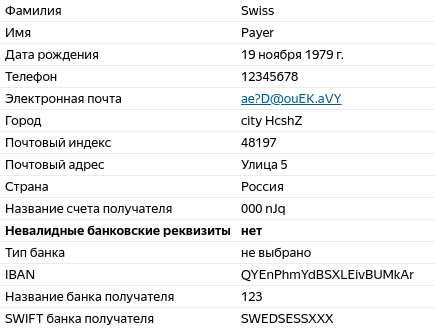 Фамилия Swiss
Имя Payer
Дата рождения 19 ноября 1979 г.
Телефон 12345678
Электронная почта ae?D@ouEK.aVY
Город city HcshZ
Почтовый индекс 48197
Почтовый адрес Улица 5
Страна Россия
Название счета получателя 000 nJq
Невалидные банковские реквизиты нет
Тип банка не выбрано
IBAN QYEnPhmYdBSXLEivBUMkAr
Название банка получателя 123
SWIFT банка получателя SWEDSESSXXX